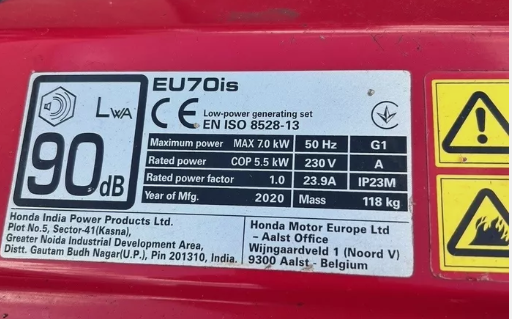 EU70is
LWA
90dB
CE Low-power generating set
EN ISO 8528-13
Maximum power MAX 7.0 kW 50 Hz G1
Rated power COP 5.5 kW 230 V A
Rated power factor 1.0 23.9A IP23M
Year of Mfg. 2020 Mass 118 kg
Honda India Power Products Ltd.
Plot No.5, Sector-41(Kasna),
Greater Noida Industrial Development Area,
Distt. Gautam Budh Nagar(U.P.), Pin 201310, India.
Honda Motor Europe Ltd
– Aalst Office
Wijngaardveld 1 (Noord V)
9300 Aalst - Belgium